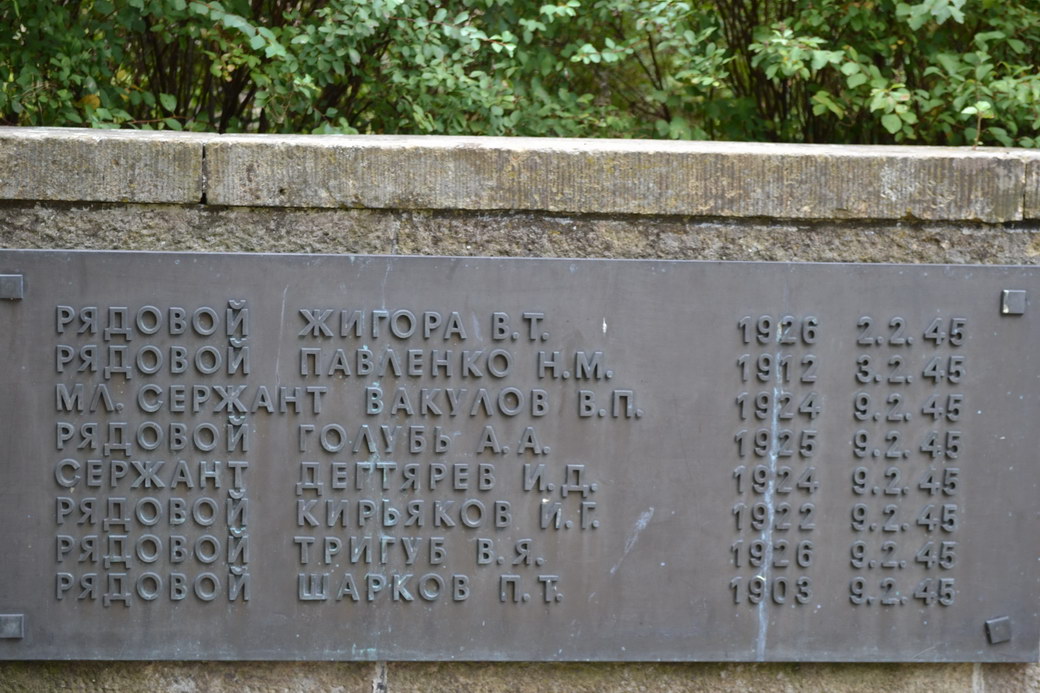 РЯДОВОЙ ЖИГОРА В.Т. 1926 2.2.45
РЯДОВОЙ ПАВЛЕНКО Н.М. 1912 3.2.45
МЛ. СЕРЖАНТ ВАКУЛОВ В.П. 1924 9.2.45
РЯДОВОЙ ГОЛУБЬ А.А. 1925 9.2.45
СЕРЖАНТ ДЕГТЯРЕВ И.Д. 1924 9.2.45
РЯДОВОЙ КИРЬЯКОВ И.Г. 1922 9.2.45
РЯДОВОЙ ТРИГУБ В.Я. 1926 9.2.45
РЯДОВОЙ ШАРКОВ П.Т. 1903 9.2.45